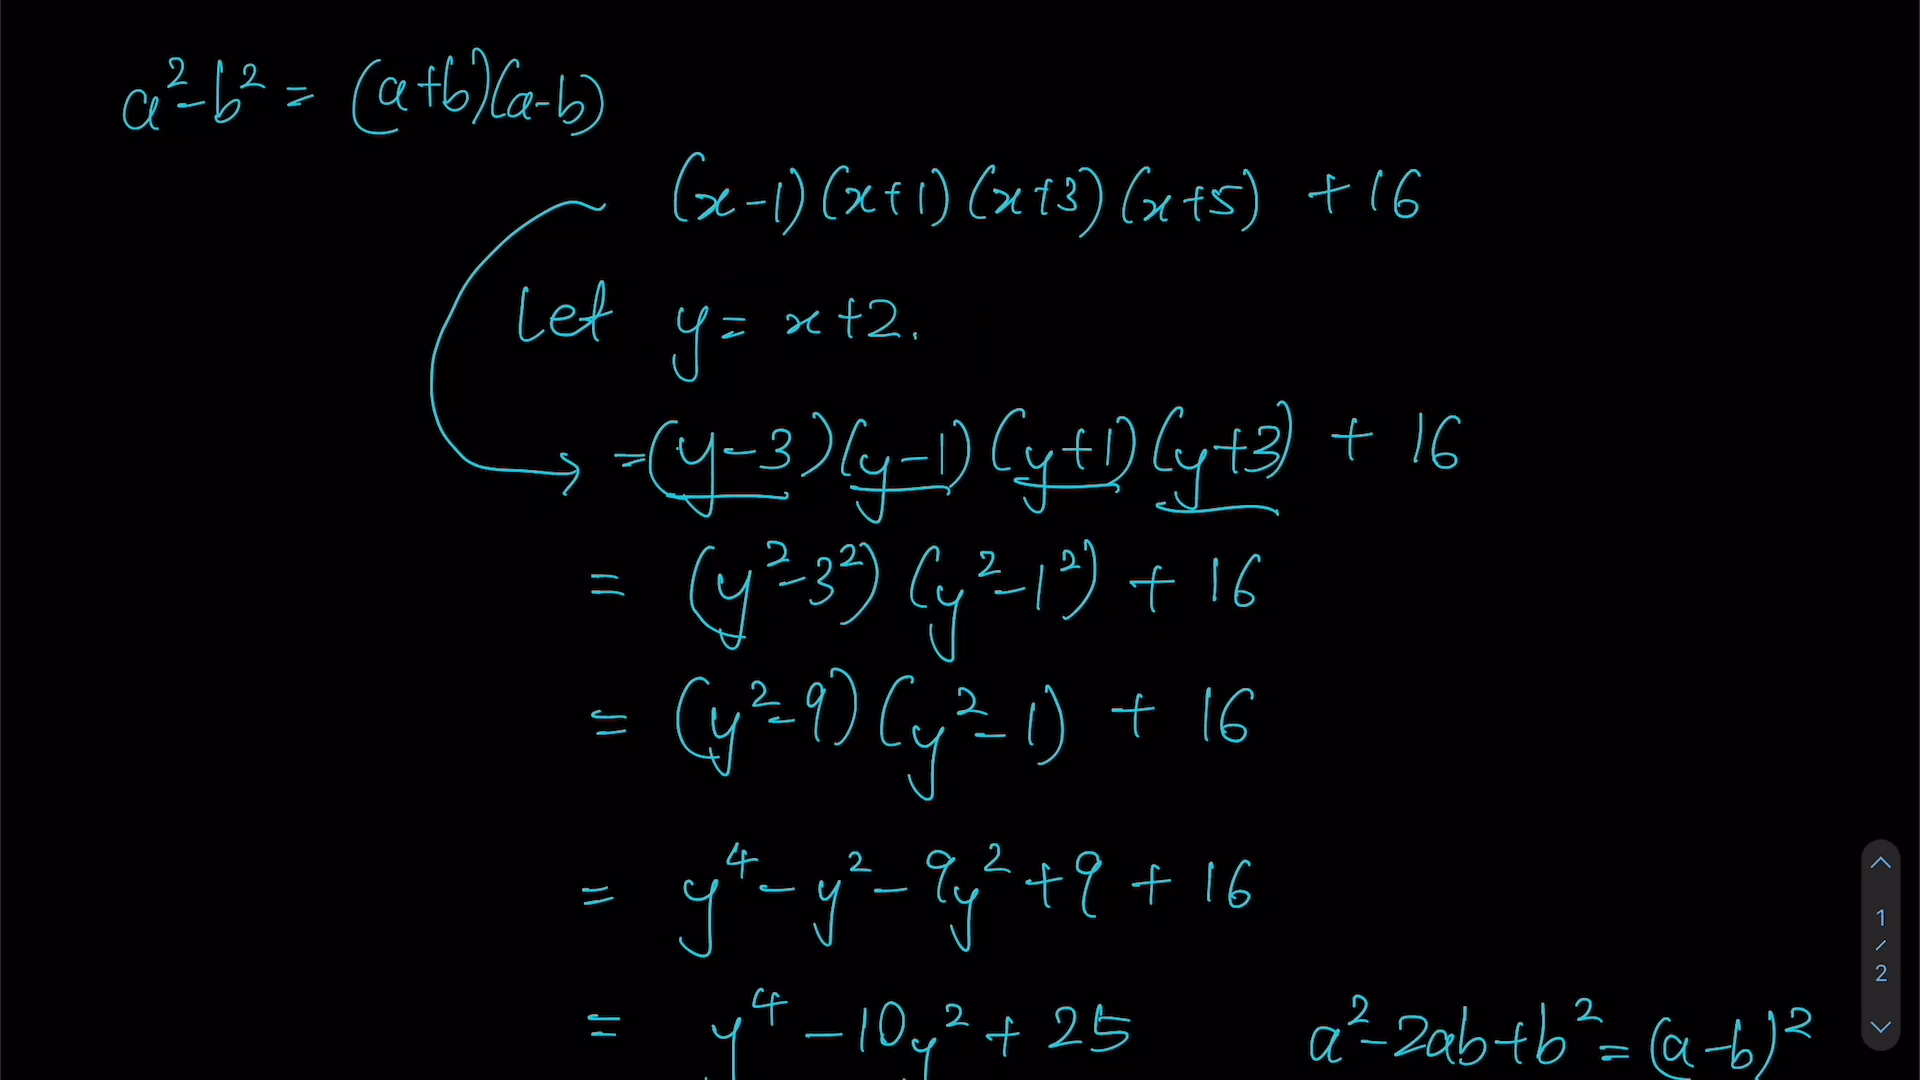 a²-b² = (a+b)(a-b)
(x-1)(x+1)(x+3)(x+5) +16
Let y = x+2.
=(y-3)(y-1)(y+1)(y+3) + 16
= (y²-3²)(y²-1²) + 16
= (y²-9)(y²-1) + 16
= y⁴-y²-9y²+9+16
= y⁴-10y²+25
a²-2ab+b²=(a-b)²
1
/
2